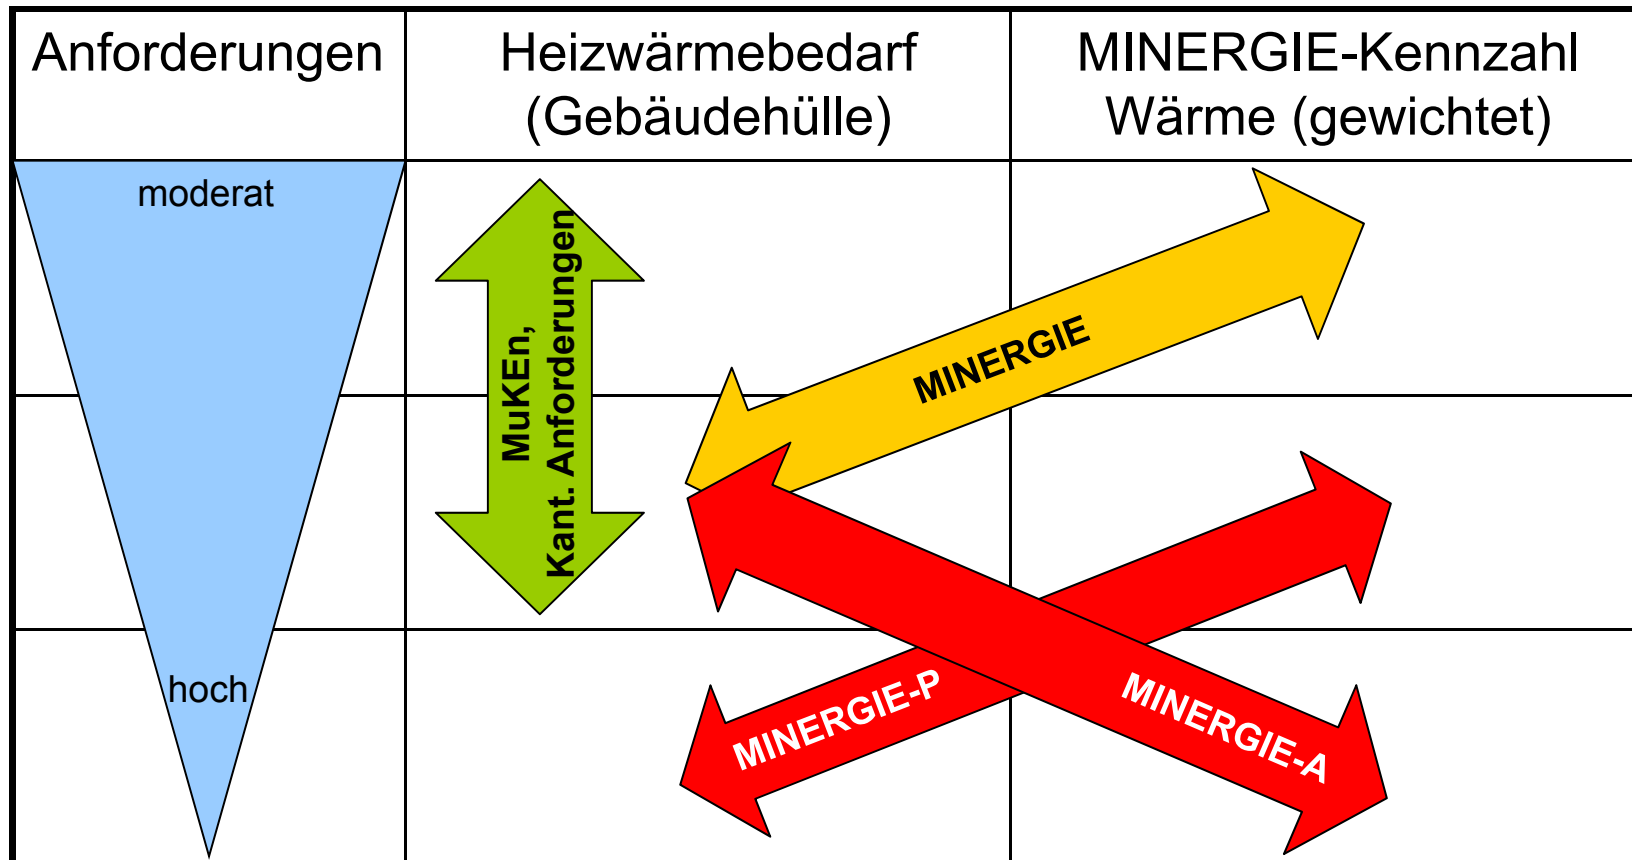 Anforderungen
Heizwärmebedarf
(Gebäudehülle)
MINERGIE-Kennzahl
Wärme (gewichtet)
moderat
hoch
MuKEn,
Kant. Anforderungen
MINERGIE
MINERGIE-P
MINERGIE-A